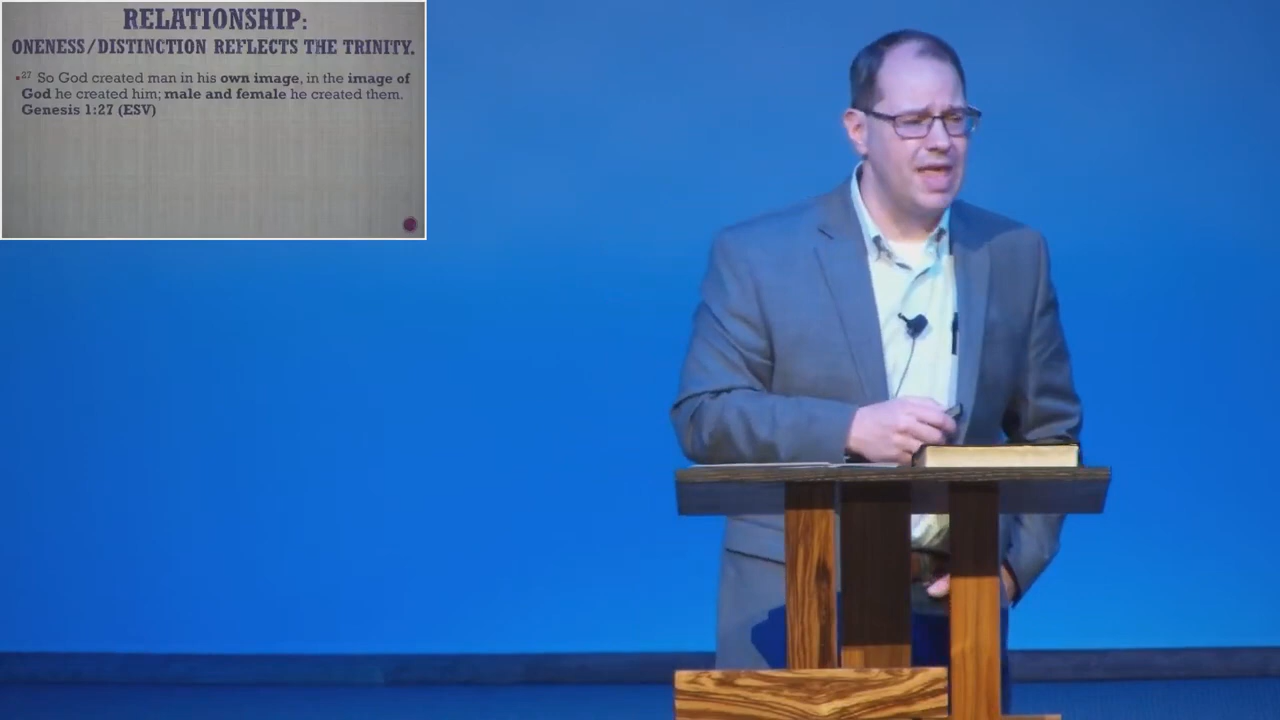 RELATIONSHIP:
ONENESS/DISTINCTION REFLECTS THE TRINITY.
•27 So God created man in his own image, in the image of
God he created him; male and female he created them.
Genesis 1:27 (ESV)